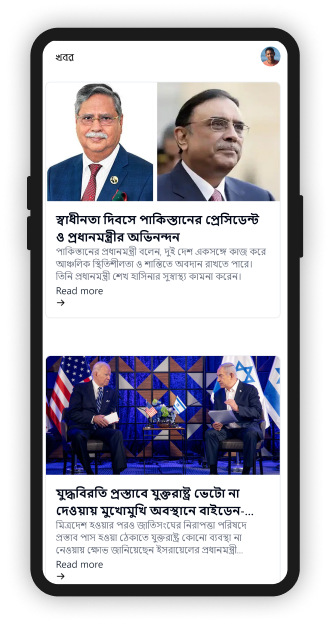 খবর
স্বাধীনতা দিবসে পাকিস্তানের প্রেসিডেন্ট
ও প্রধানমন্ত্রীর অভিনন্দন
পাকিস্তানের প্রধানমন্ত্রী বলেন, দুই দেশ একসঙ্গে কাজ করে
আঞ্চলিক স্থিতিশীলতা ও শান্তিতে অবদান রাখতে পারে।
তিনি প্রধানমন্ত্রী শেখ হাসিনার সুস্বাস্থ্য কামনা করেন।
Read more
→
যুদ্ধবিরতি প্রস্তাবে যুক্তরাষ্ট্র ভেটো না
দেওয়ায় মুখোমুখি অবস্থানে বাইডেন-...
মিত্রদেশ হওয়ার পরও জাতিসংঘের নিরাপত্তা পরিষদে
প্রস্তাব পাস হওয়া ঠেকাতে যুক্তরাষ্ট্র কোনো ব্যবস্থা না
নেওয়ায় ক্ষোভ জানিয়েছেন ইসরায়েলের প্রধানমন্ত্রী...
Read more
→